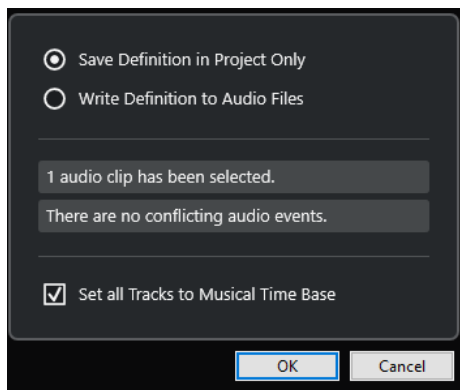 Save Definition in Project Only
Write Definition to Audio Files
1 audio clip has been selected.
There are no conflicting audio events.
Set all Tracks to Musical Time Base
OK
Cancel